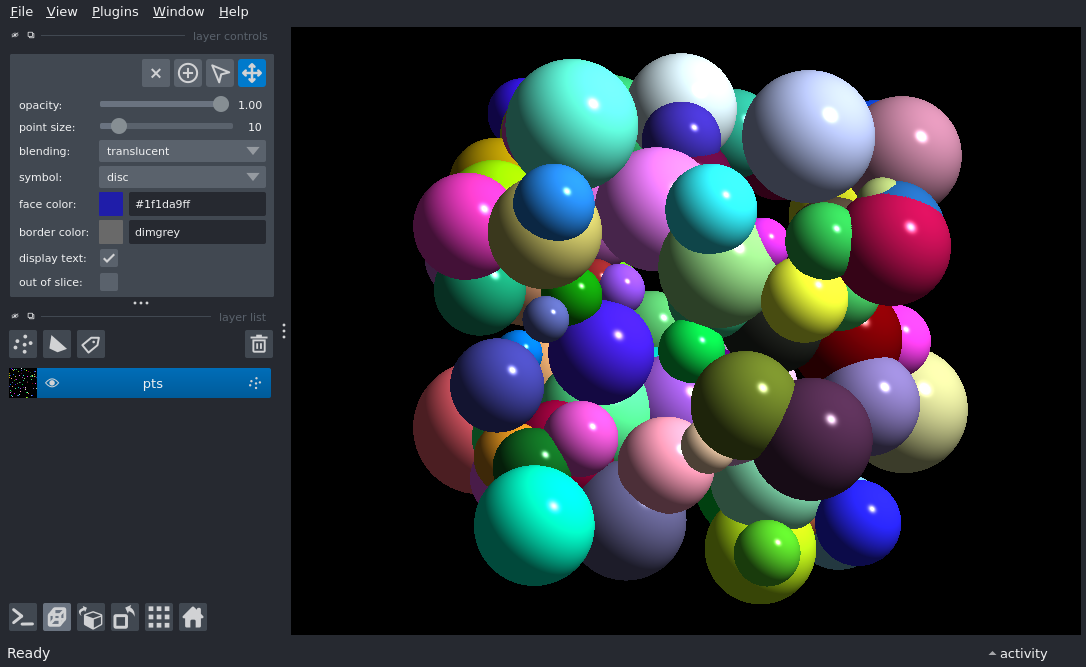 File View Plugins Window Help
layer controls
opacity: 1.00
point size: 10
blending: translucent
symbol: disc
face color: #1f1da9ff
border color: dimgrey
display text:
out of slice:
layer list
pts
Ready
activity